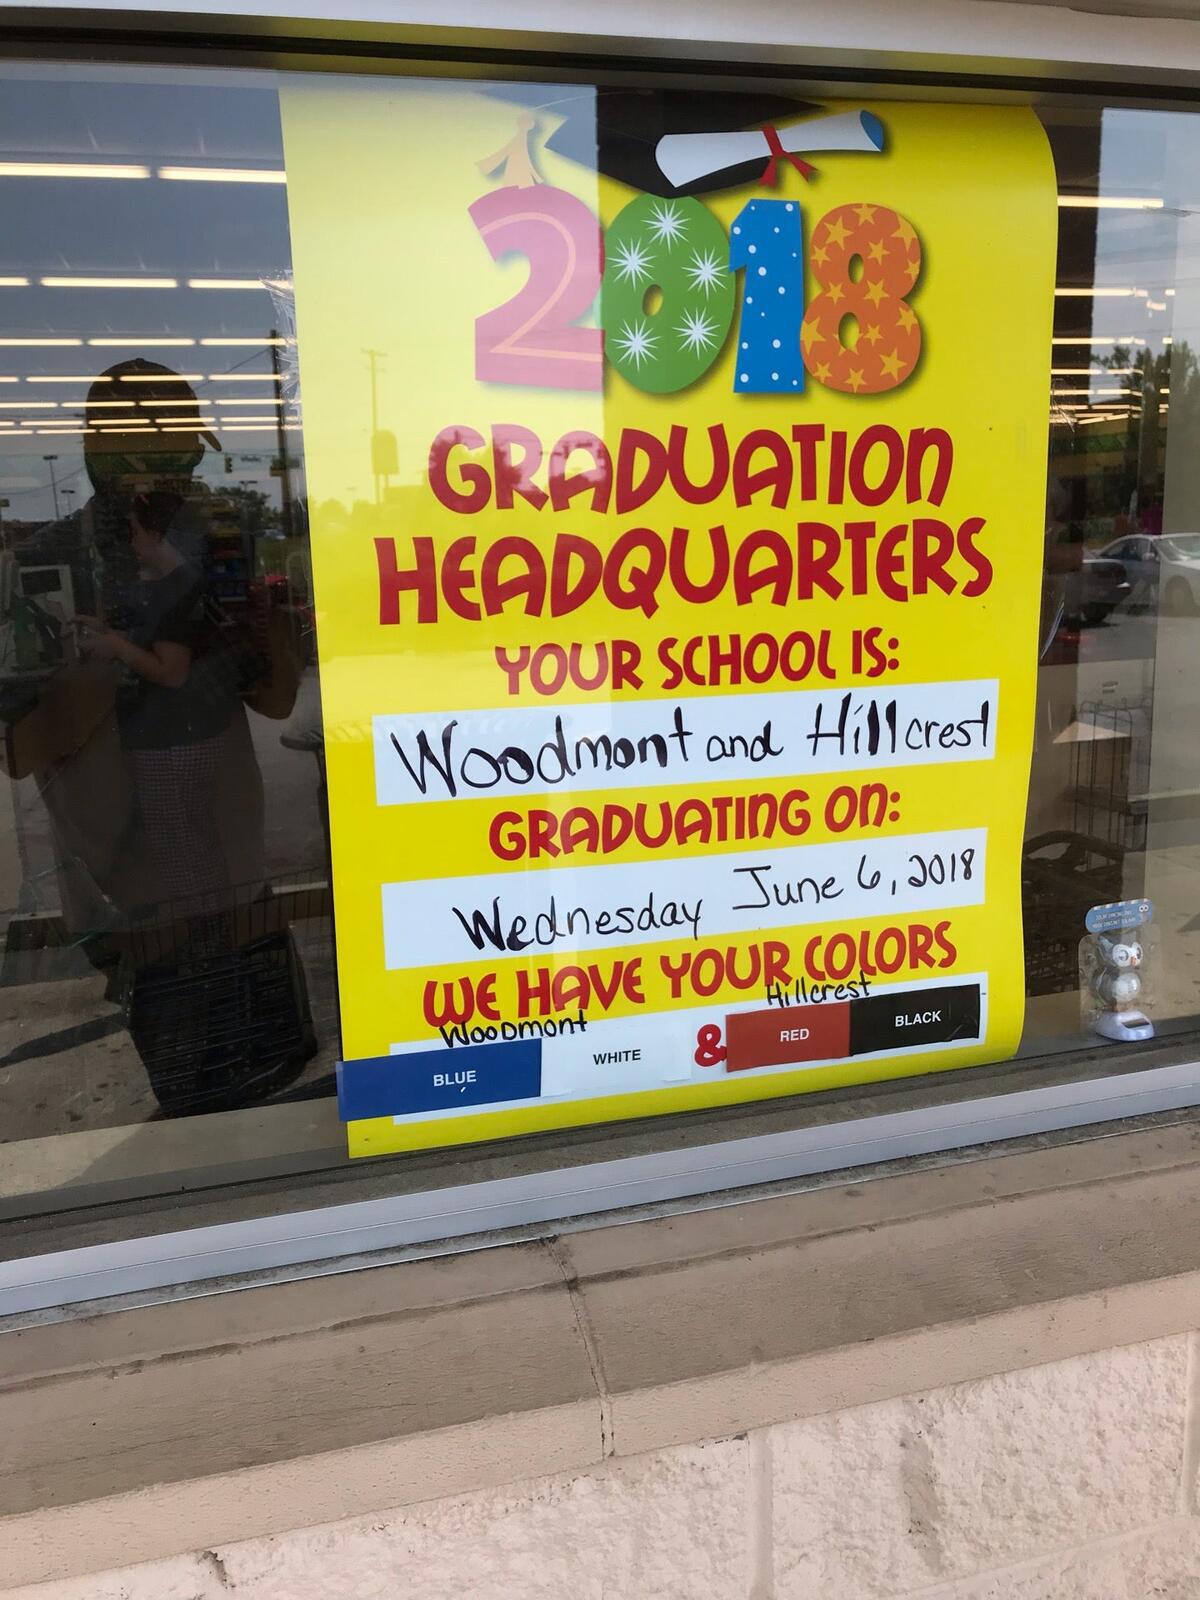 2018
GRADUATION
HEADQUARTERS
YOUR SCHOOL IS:
Woodmont and Hillcrest
GRADUATING ON:
Wednesday June 6, 2018
WE HAVE YOUR COLORS
Woodmont Hillcrest
BLUE WHITE & RED BLACK